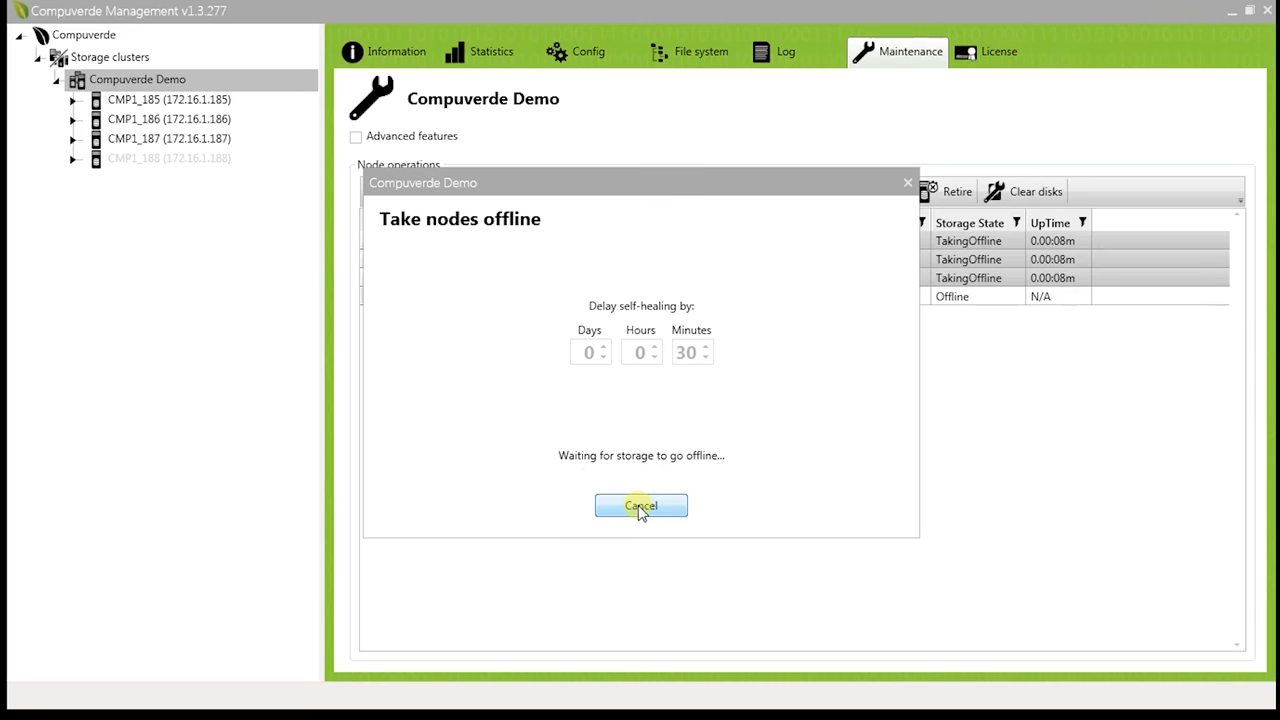 Compuverde Management v1.3.277
Compuverde
Storage clusters
Compuverde Demo
CMP1_185 (172.16.1.185)
CMP1_186 (172.16.1.186)
CMP1_187 (172.16.1.187)
CMP1_188 (172.16.1.188)
Information Statistics Config File system Log Maintenance License
Compuverde Demo
Advanced features
Node operations
Retire Clear disks
Storage State UpTime
TakingOffline 0.00:08m
TakingOffline 0.00:08m
TakingOffline 0.00:08m
Offline N/A
Compuverde Demo
Take nodes offline
Delay self-healing by:
Days Hours Minutes
0 0 30
Waiting for storage to go offline...
Cancel